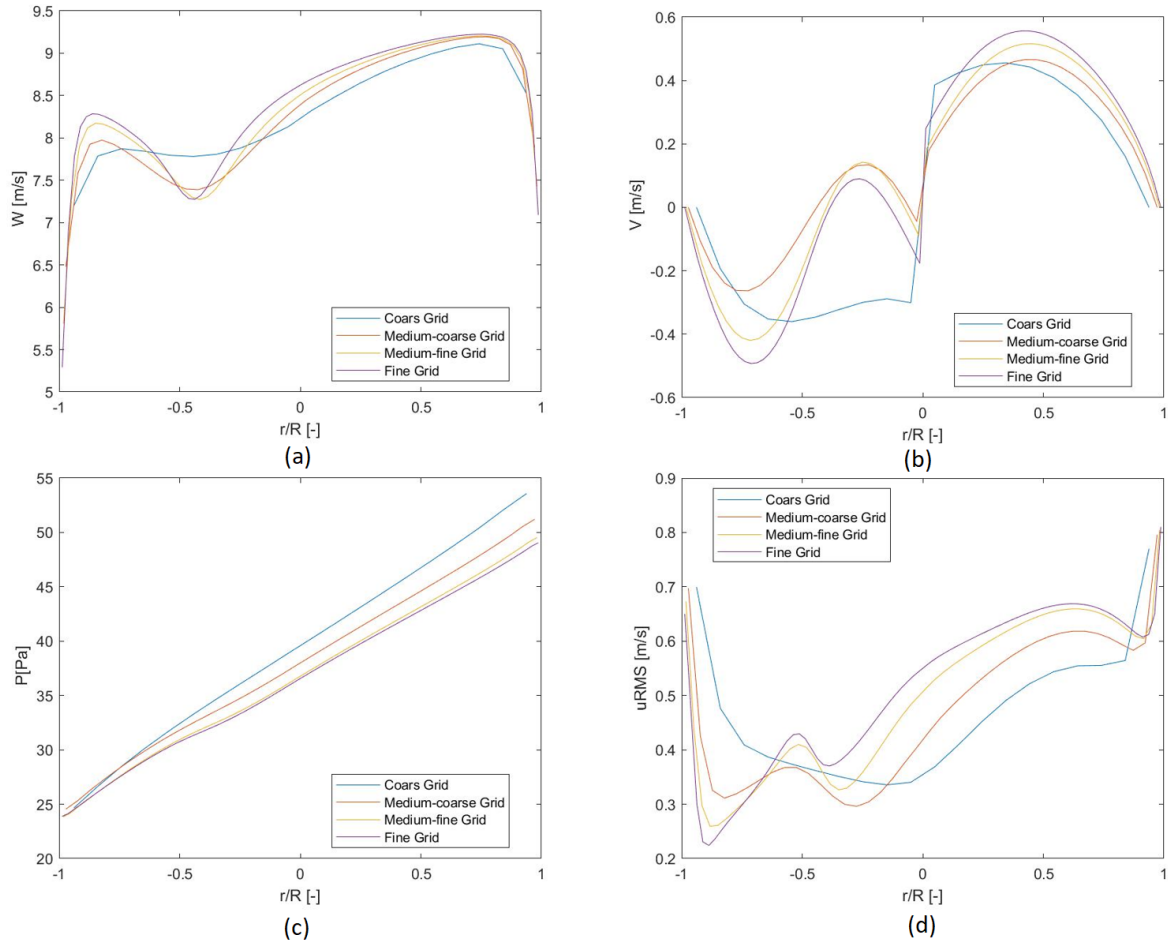 9.5
9
8.5
8
7.5
7
6.5
6
5.5
5
W [m/s]
Coars Grid
Medium-coarse Grid
Medium-fine Grid
Fine Grid
-1
-0.5
0
0.5
1
r/R [-]
(a)
0.6
0.4
0.2
0
-0.2
-0.4
-0.6
V [m/s]
Coars Grid
Medium-coarse Grid
Medium-fine Grid
Fine Grid
-1
-0.5
0
0.5
1
r/R [-]
(b)
55
50
45
40
35
30
25
20
P[Pa]
Coars Grid
Medium-coarse Grid
Medium-fine Grid
Fine Grid
-1
-0.5
0
0.5
1
r/R [-]
(c)
0.9
0.8
0.7
0.6
0.5
0.4
0.3
0.2
uRMS [m/s]
Coars Grid
Medium-coarse Grid
Medium-fine Grid
Fine Grid
-1
-0.5
0
0.5
1
r/R [-]
(d)